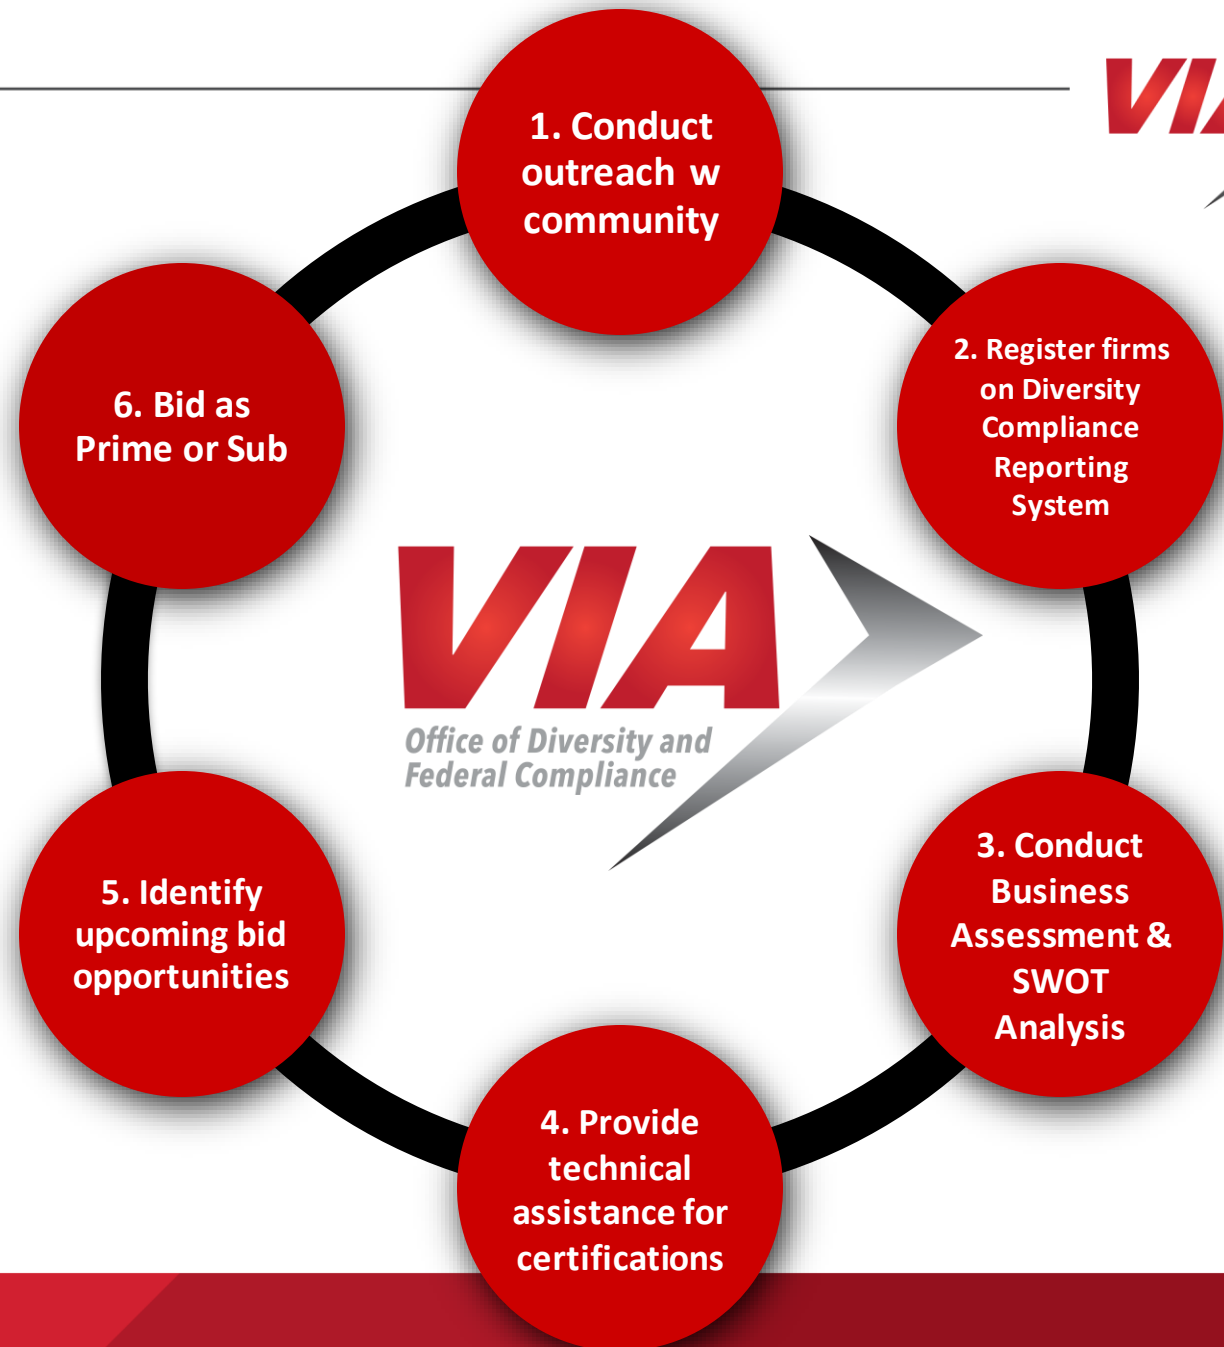 VIA
1. Conduct
outreach w
community
2. Register firms
on Diversity
Compliance
Reporting
System
3. Conduct
Business
Assessment &
SWOT
Analysis
4. Provide
technical
assistance for
certifications
5. Identify
upcoming bid
opportunities
6. Bid as
Prime or Sub
VIA
Office of Diversity and
Federal Compliance